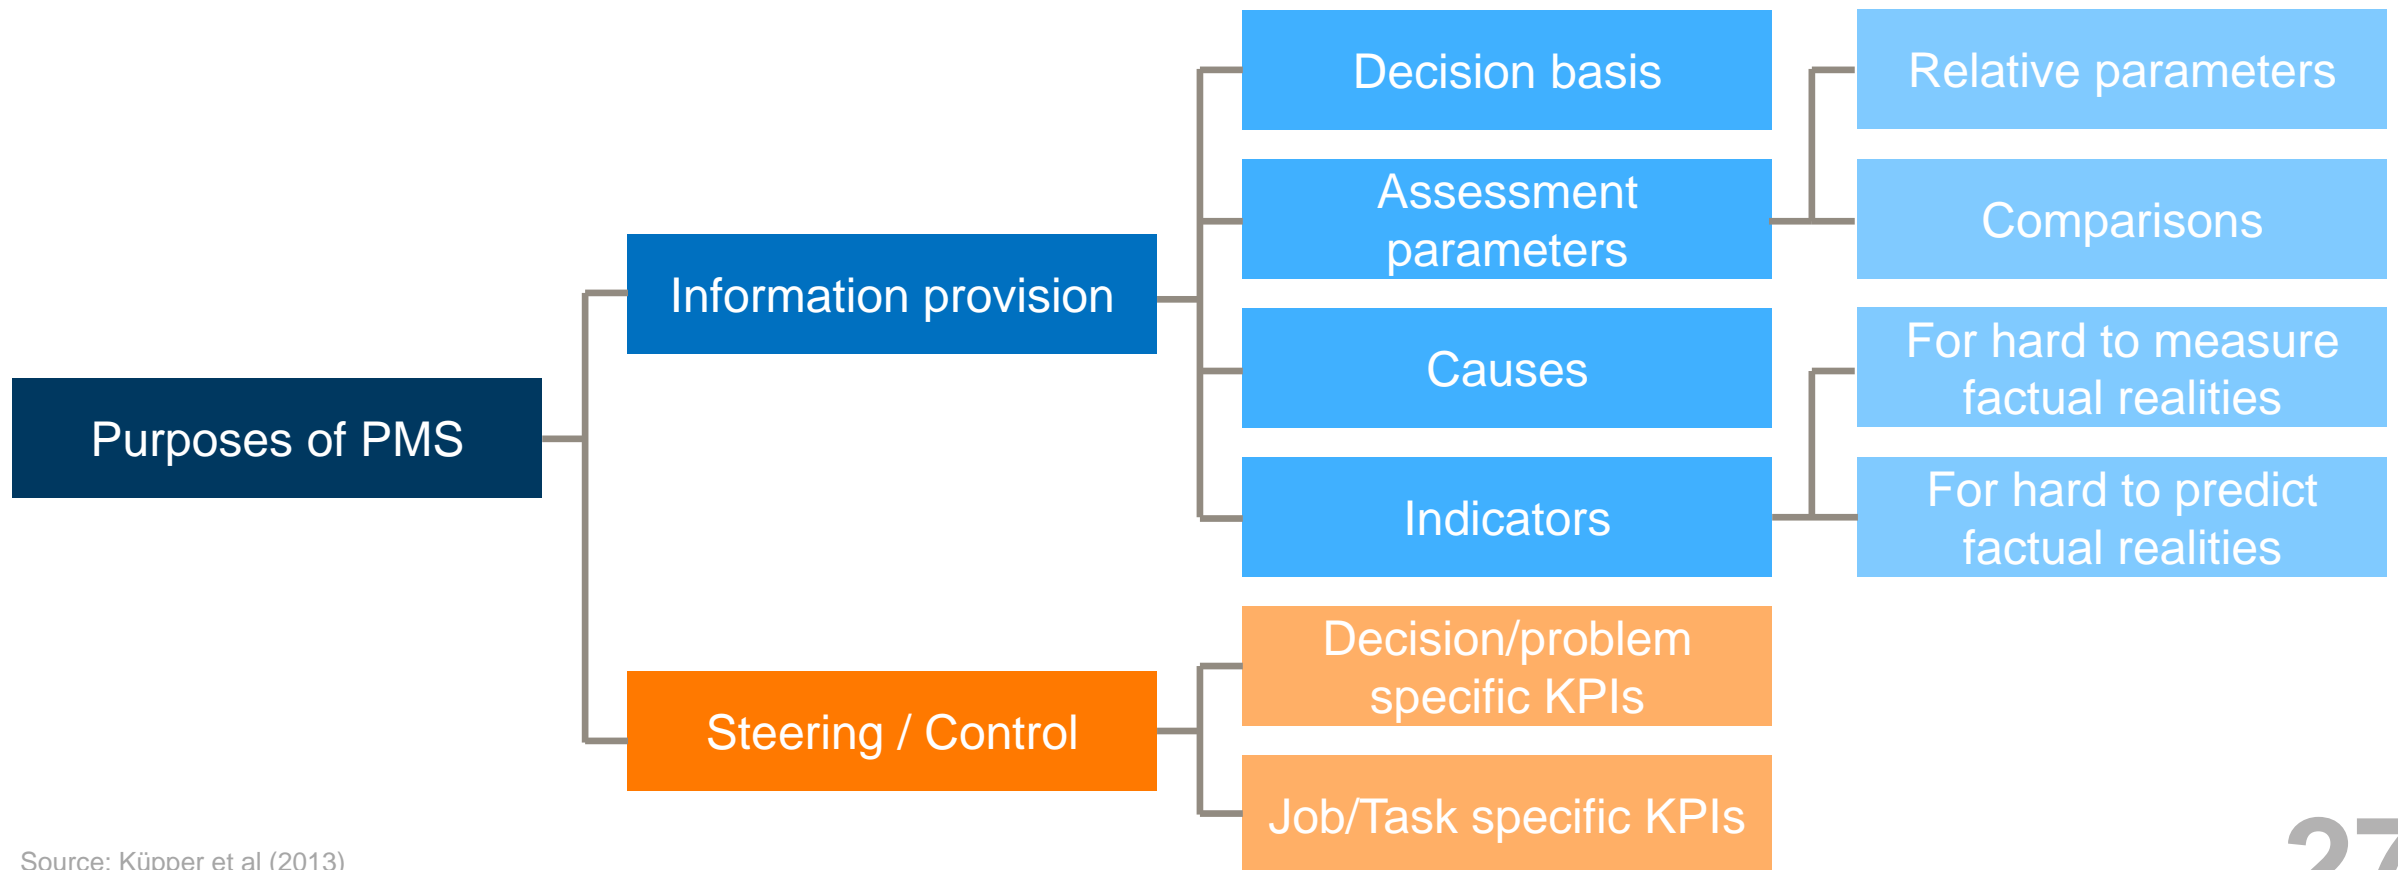 Purposes of PMS
Information provision
Steering / Control
Decision basis
Assessment
parameters
Causes
Indicators
Decision/problem
specific KPIs
Job/Task specific KPIs
Relative parameters
Comparisons
For hard to measure
factual realities
For hard to predict
factual realities
Source: Küpper et al (2013)
27